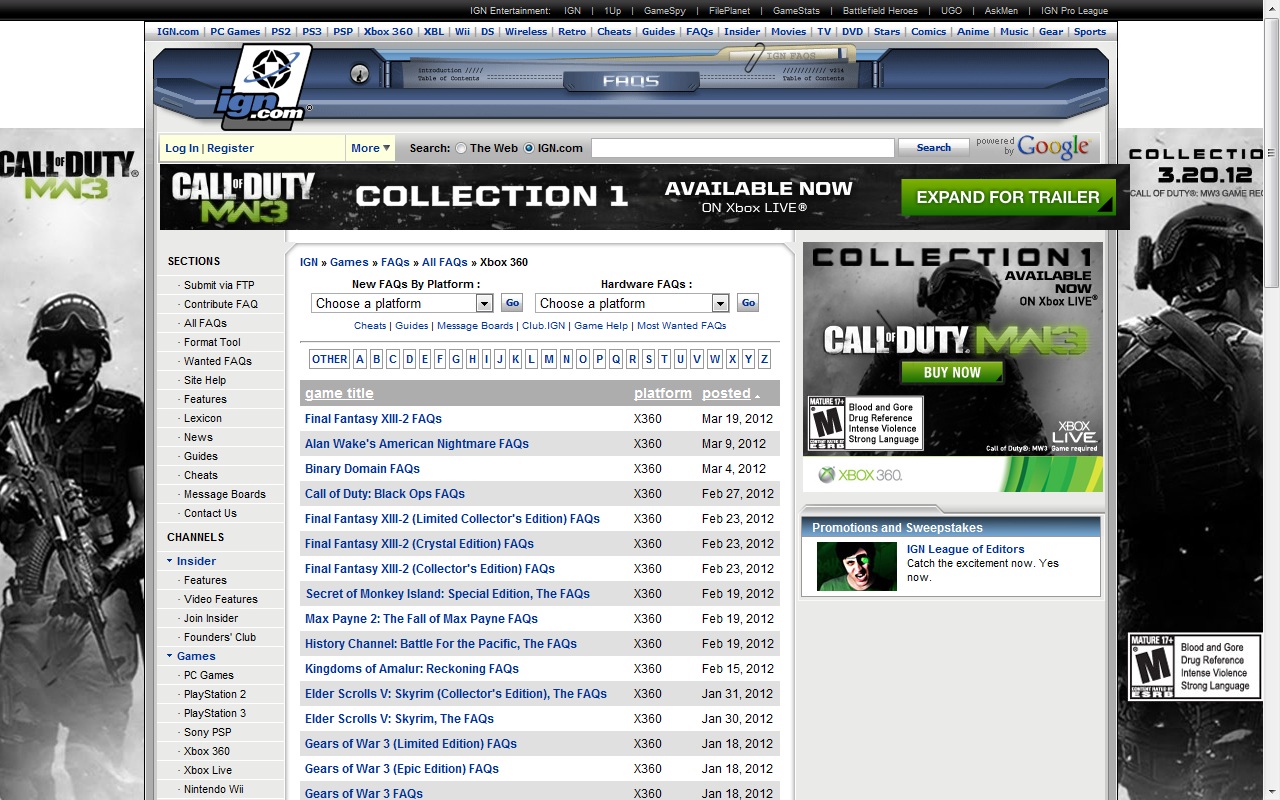 IGN Entertainment: IGN | 1Up | GameSpy | FilePlanet | GameStats | Battlefield Heroes | UGO | AskMen | IGN Pro League
IGN.com | PC Games | PS2 | PS3 | PSP | Xbox 360 | XBL | Wii | DS | Wireless | Retro | Cheats | Guides | FAQs | Insider | Movies | TV | DVD | Stars | Comics | Anime | Music | Gear | Sports
ign.com®
introduction /////
Table of Contents
FAQS
IGN FAQS
//////////// v214
Table of Contents
Log In | Register
More
Search: The Web IGN.com
Search
powered by Google
CALL OF DUTY®
MW3
CALL OF DUTY
MW3
COLLECTION 1
AVAILABLE NOW
ON Xbox LIVE®
EXPAND FOR TRAILER
COLLECTIO
3.20.12
CALL OF DUTY®: MW3 GAME REQ
SECTIONS
· Submit via FTP
· Contribute FAQ
· All FAQs
· Format Tool
· Wanted FAQs
· Site Help
· Features
· Lexicon
· News
· Guides
· Cheats
· Message Boards
· Contact Us
CHANNELS
Insider
· Features
· Video Features
· Join Insider
· Founders' Club
Games
· PC Games
· PlayStation 2
· PlayStation 3
· Sony PSP
· Xbox 360
· Xbox Live
· Nintendo Wii
IGN » Games » FAQs » All FAQs » Xbox 360
New FAQs By Platform :
Choose a platform
Go
Hardware FAQs :
Choose a platform
Go
Cheats | Guides | Message Boards | Club.IGN | Game Help | Most Wanted FAQs
OTHER A B C D E F G H I J K L M N O P Q R S T U V W X Y Z
game title platform posted
Final Fantasy XIII-2 FAQs X360 Mar 19, 2012
Alan Wake's American Nightmare FAQs X360 Mar 9, 2012
Binary Domain FAQs X360 Mar 4, 2012
Call of Duty: Black Ops FAQs X360 Feb 27, 2012
Final Fantasy XIII-2 (Limited Collector's Edition) FAQs X360 Feb 23, 2012
Final Fantasy XIII-2 (Crystal Edition) FAQs X360 Feb 23, 2012
Final Fantasy XIII-2 (Collector's Edition) FAQs X360 Feb 23, 2012
Secret of Monkey Island: Special Edition, The FAQs X360 Feb 19, 2012
Max Payne 2: The Fall of Max Payne FAQs X360 Feb 19, 2012
History Channel: Battle For the Pacific, The FAQs X360 Feb 19, 2012
Kingdoms of Amalur: Reckoning FAQs X360 Feb 15, 2012
Elder Scrolls V: Skyrim (Collector's Edition), The FAQs X360 Jan 31, 2012
Elder Scrolls V: Skyrim, The FAQs X360 Jan 30, 2012
Gears of War 3 (Limited Edition) FAQs X360 Jan 18, 2012
Gears of War 3 (Epic Edition) FAQs X360 Jan 18, 2012
Gears of War 3 FAQs X360 Jan 18, 2012
COLLECTION 1
AVAILABLE
NOW
ON Xbox LIVE®
CALL OF DUTY MW3
BUY NOW
MATURE 17+
M
CONTENT RATED BY
ESRB
Blood and Gore
Drug Reference
Intense Violence
Strong Language
XBOX
LIVE
Call of Duty®: MW3 Game required
XBOX 360.
Promotions and Sweepstakes
IGN League of Editors
Catch the excitement now. Yes
now.
MATURE 17+
M
CONTENT RATED BY
ESRB
Blood and Gore
Drug Reference
Intense Violence
Strong Language